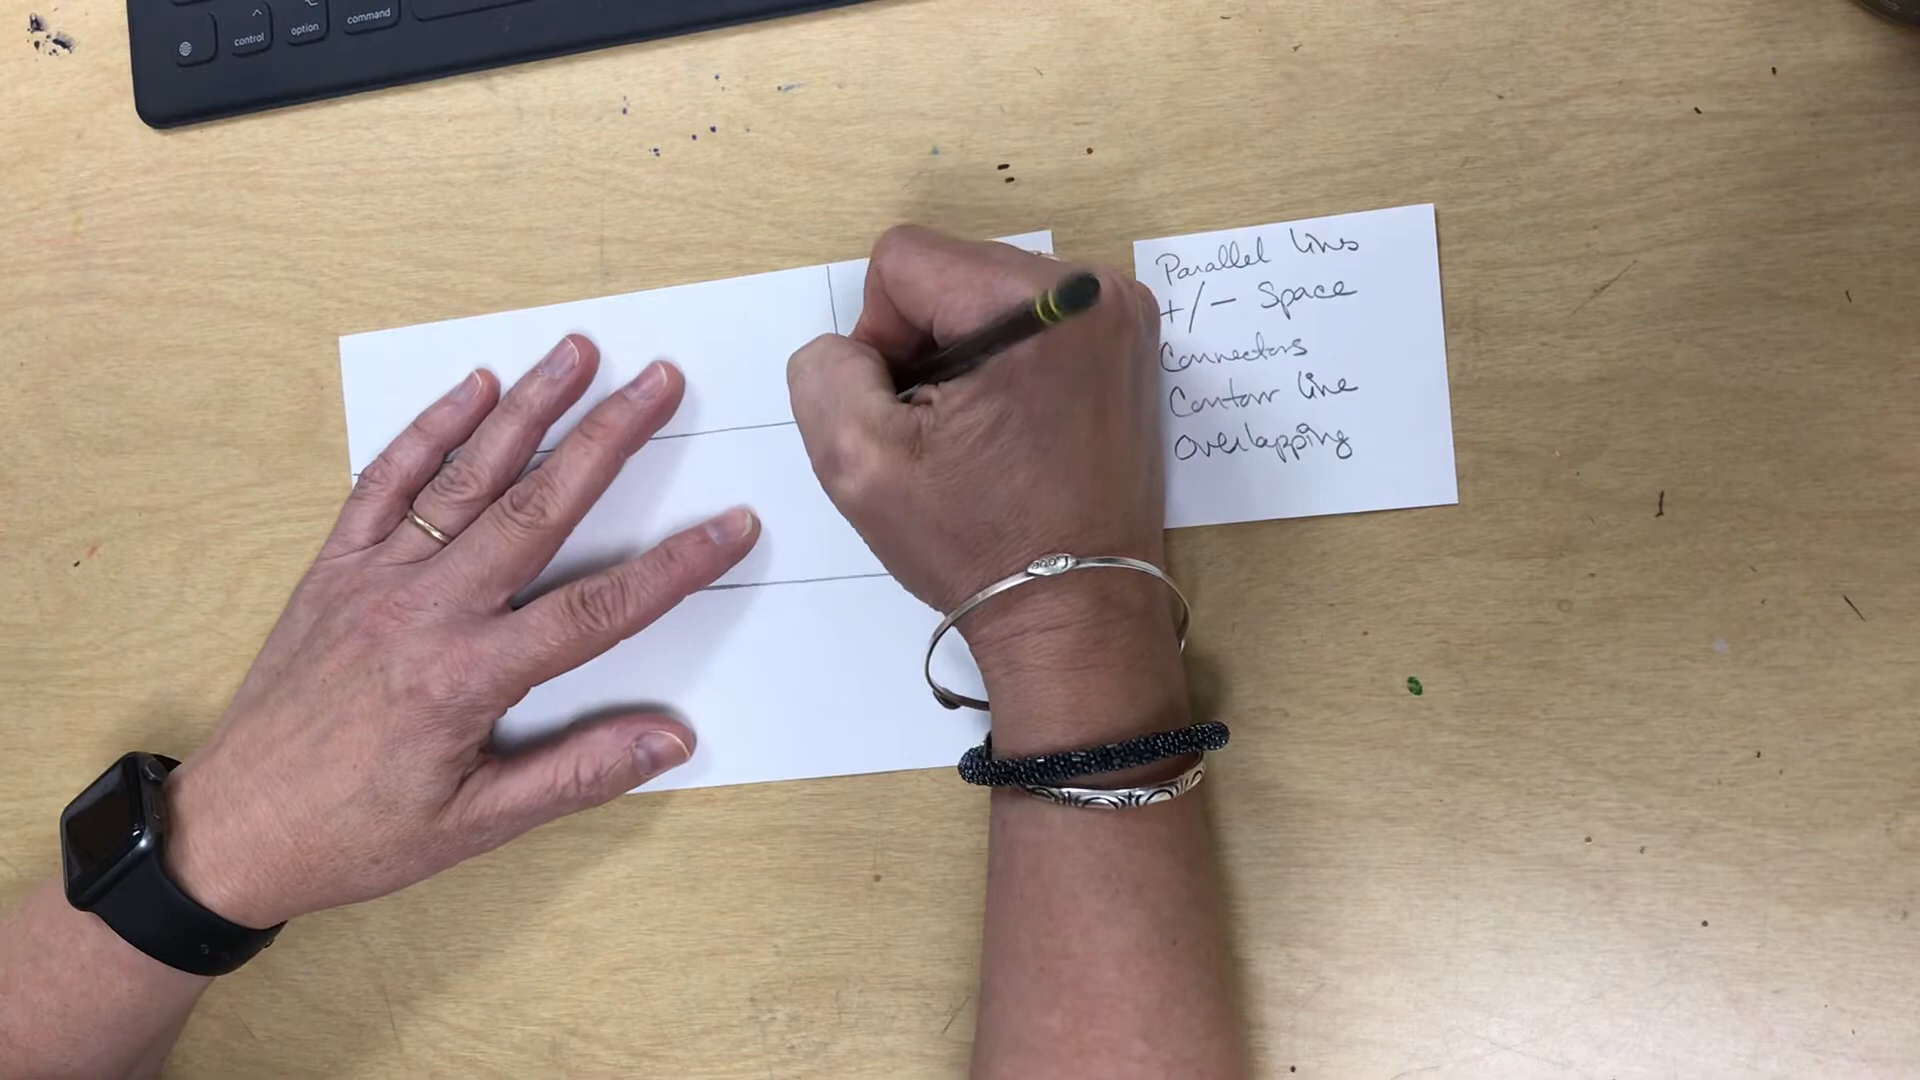 control
option
command
Parallel lines
+/- Space
Connectors
Contour line
Overlapping